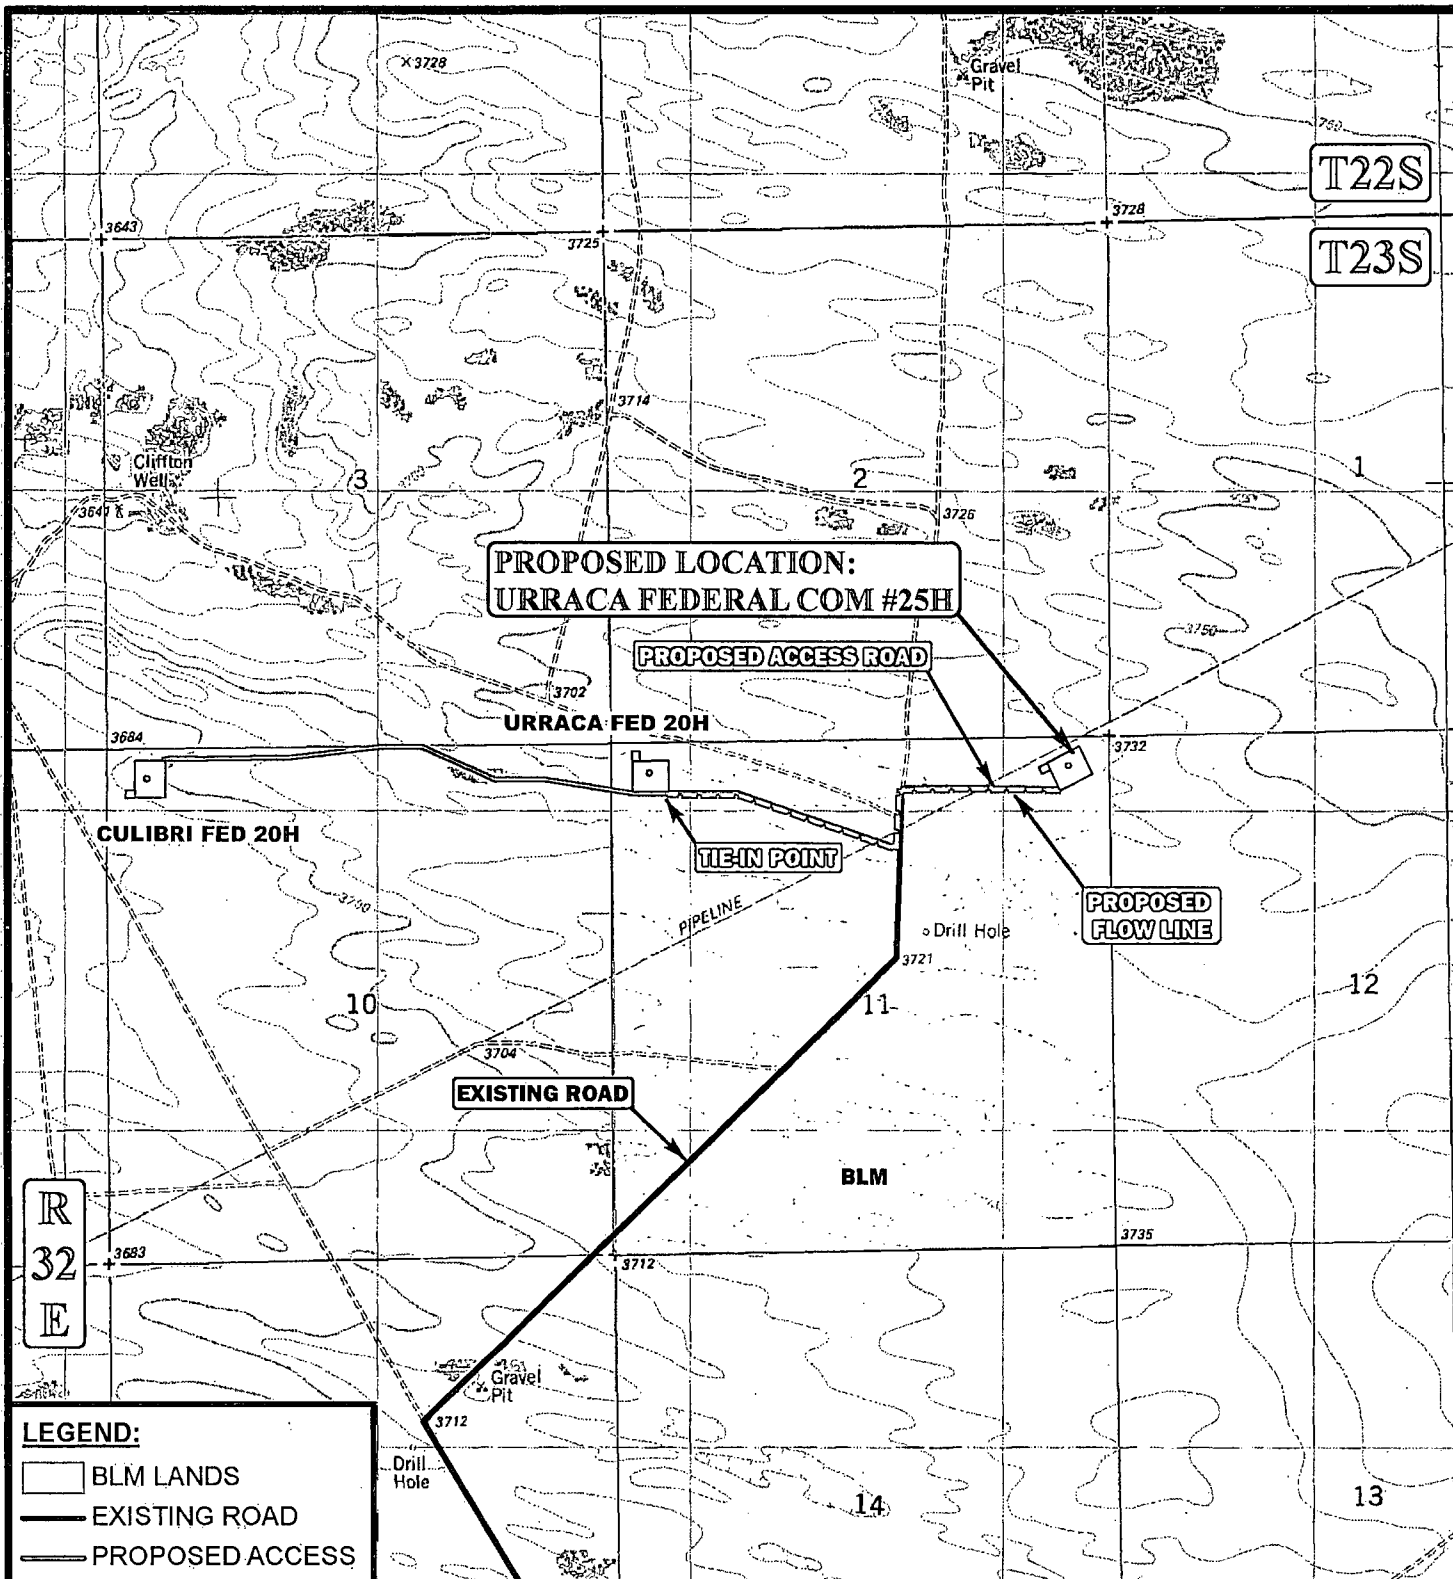 3728
Gravel
Pit
3750
T22S
3728
3643
3725
T23S
3714
Cliffton
Well
3
2
1
3641
3726
PROPOSED LOCATION:
URRACA FEDERAL COM #25H
3750
PROPOSED ACCESS ROAD
3702
URRACA FED 20H
3684
3732
CULIBRI FED 20H
TIE-IN POINT
3700
PIPELINE
PROPOSED
FLOW LINE
Drill Hole
3721
10
11
12
3704
EXISTING ROAD
BLM
R
32
E
3683
3712
3735
Gravel
Pit
3712
Drill
Hole
14
13
LEGEND:
BLM LANDS
EXISTING ROAD
PROPOSED ACCESS